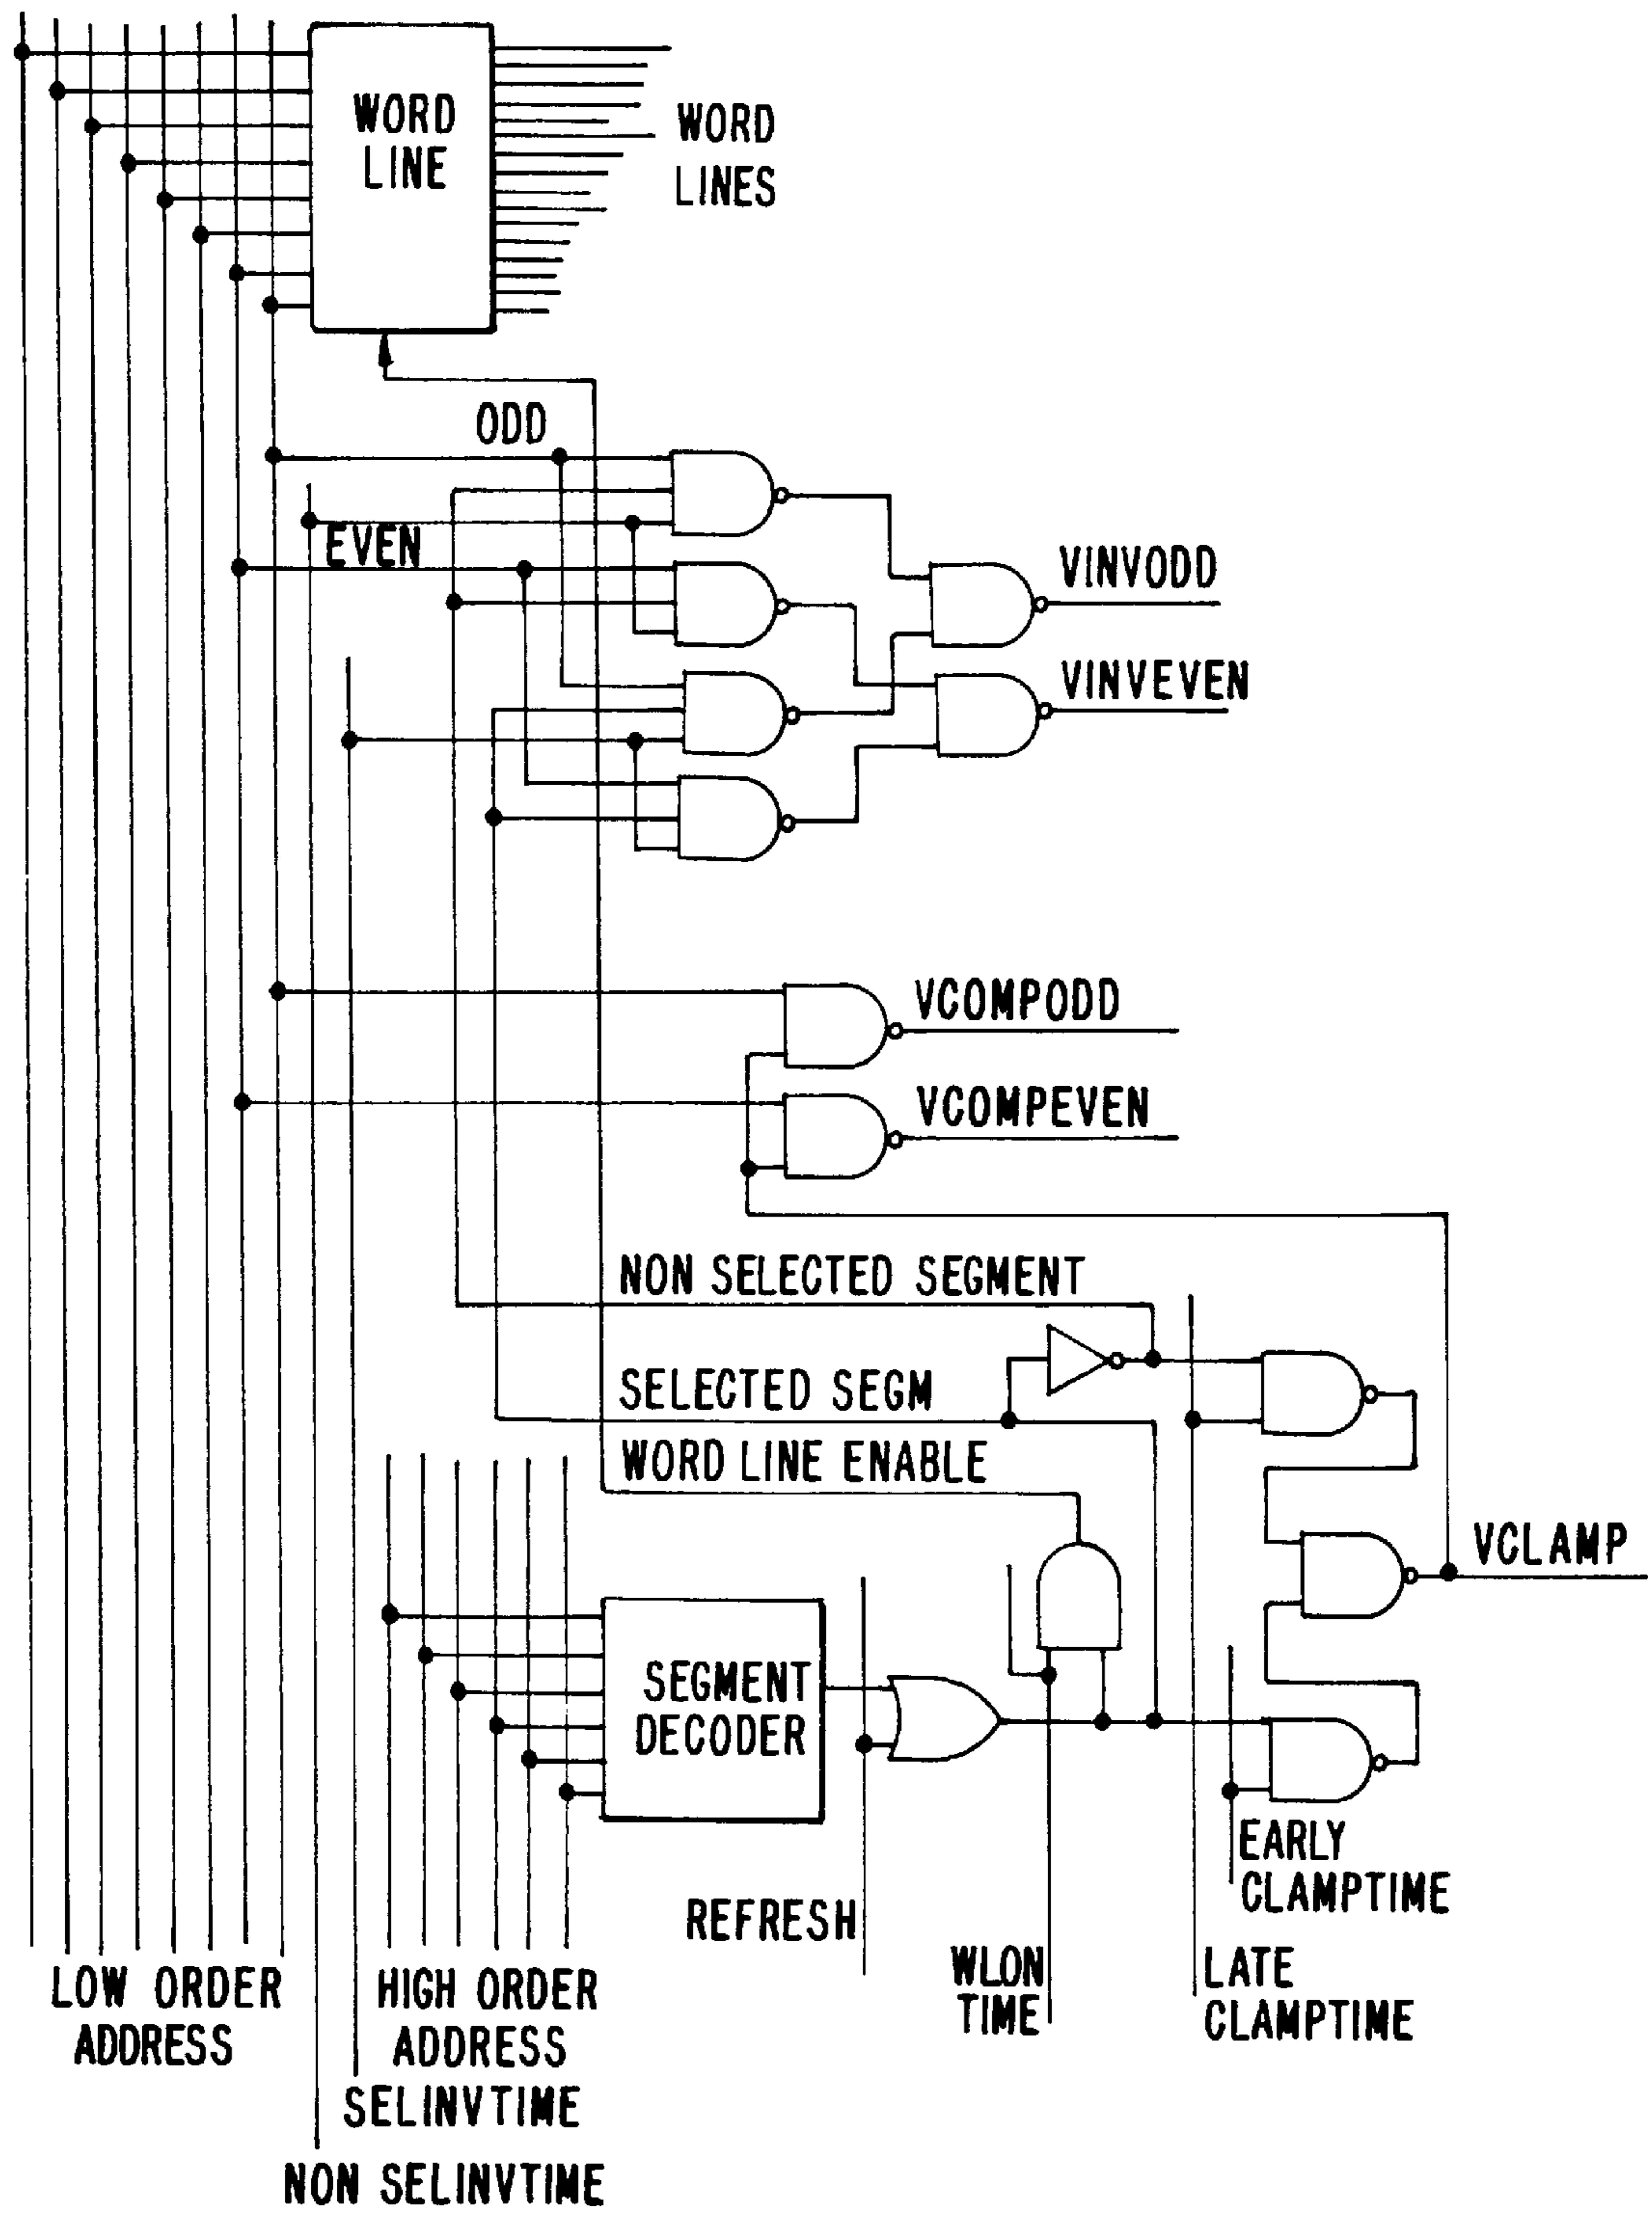 WORD
LINE
WORD
LINES
ODD
EVEN
VINVODD
VINVEVEN
VCOMPODD
VCOMPEVEN
NON SELECTED SEGMENT
SELECTED SEGM
WORD LINE ENABLE
VCLAMP
SEGMENT
DECODER
EARLY
CLAMPTIME
REFRESH
WLON
TIME
LATE
CLAMPTIME
LOW ORDER
ADDRESS
HIGH ORDER
ADDRESS
SELINVTIME
NON SELINVTIME